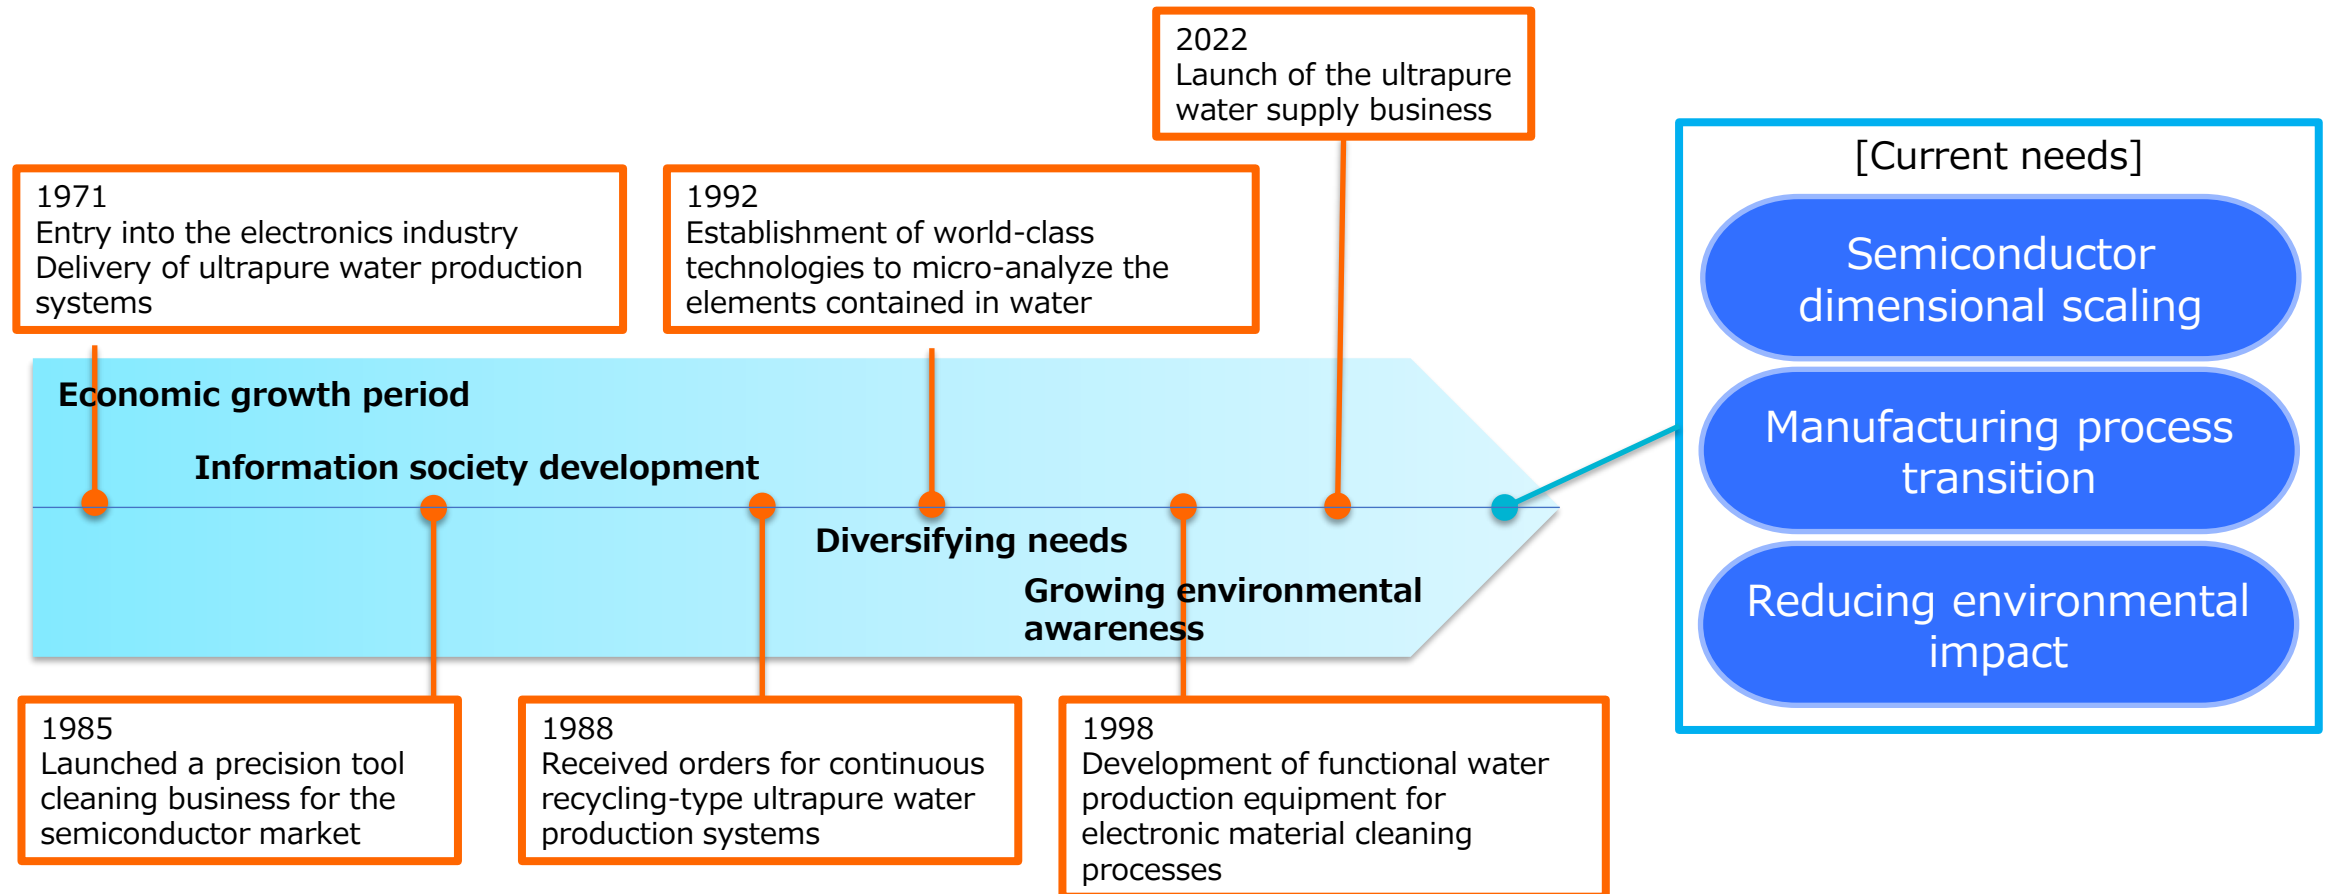 2022
Launch of the ultrapure
water supply business
1971
Entry into the electronics industry
Delivery of ultrapure water production
systems
1992
Establishment of world-class
technologies to micro-analyze the
elements contained in water
[Current needs]
Semiconductor
dimensional scaling
Manufacturing process
transition
Reducing environmental
impact
Economic growth period
Information society development
Diversifying needs
Growing environmental
awareness
1985
Launched a precision tool
cleaning business for the
semiconductor market
1988
Received orders for continuous
recycling-type ultrapure water
production systems
1998
Development of functional water
production equipment for
electronic material cleaning
processes